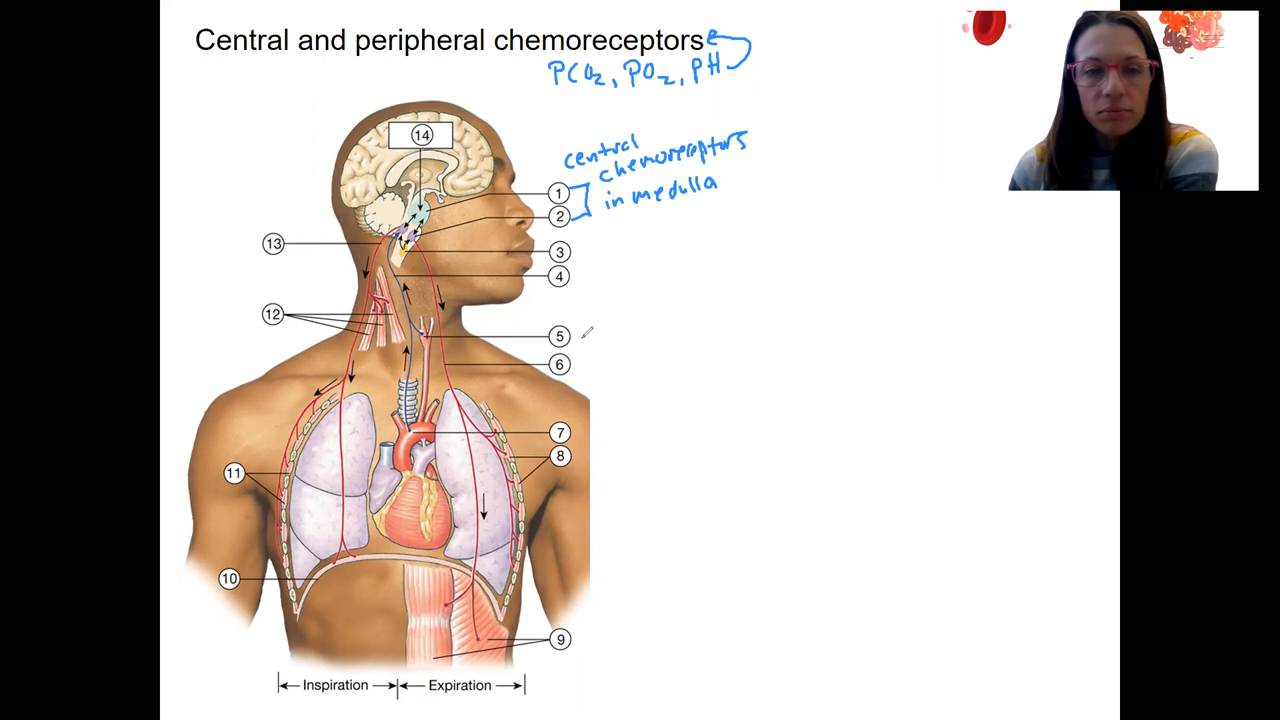 Central and peripheral chemoreceptors
PCO2, PO2, PH
14
central
chemoreceptors
in medulla
1
2
13
3
4
12
5
6
7
8
11
10
9
Inspiration
Expiration